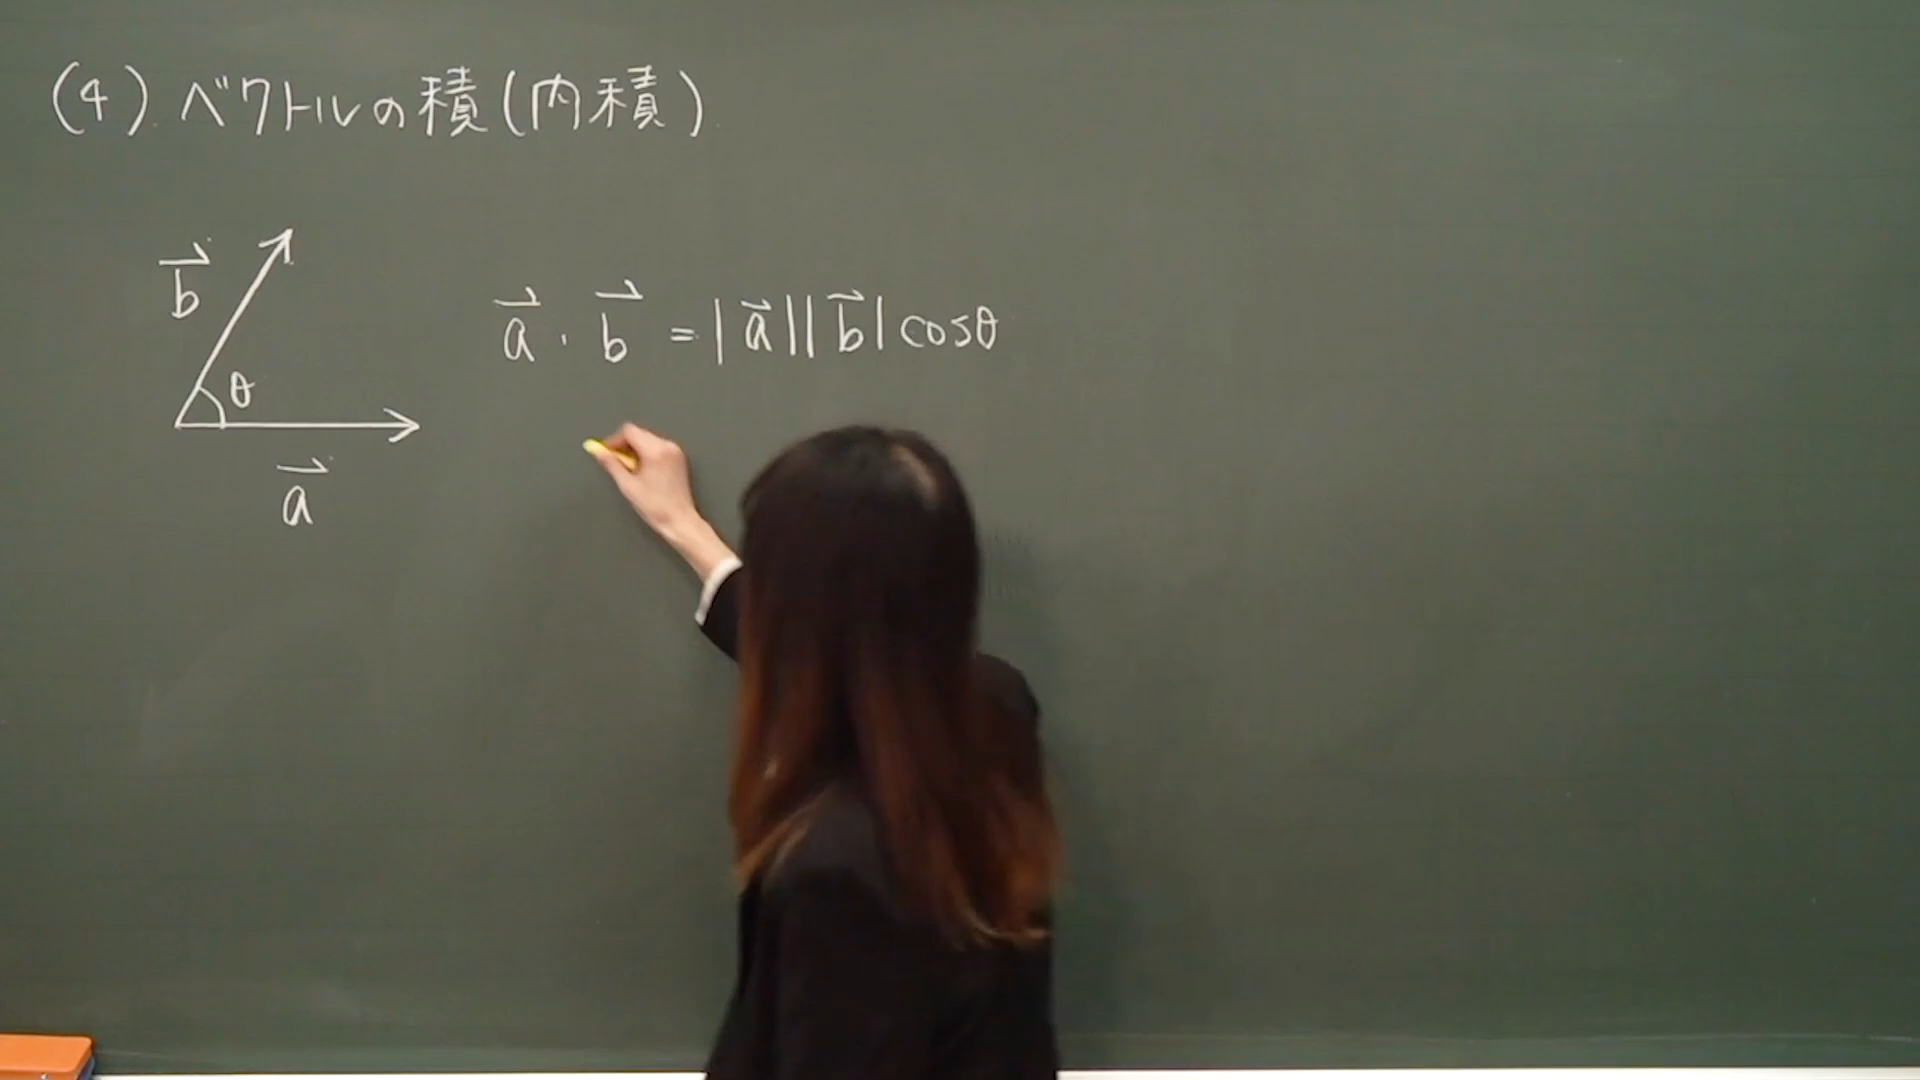 (4). ベクトルの積(内積)
b⃗
a⃗・b⃗ = |a⃗||b⃗|cosθ
θ
a⃗